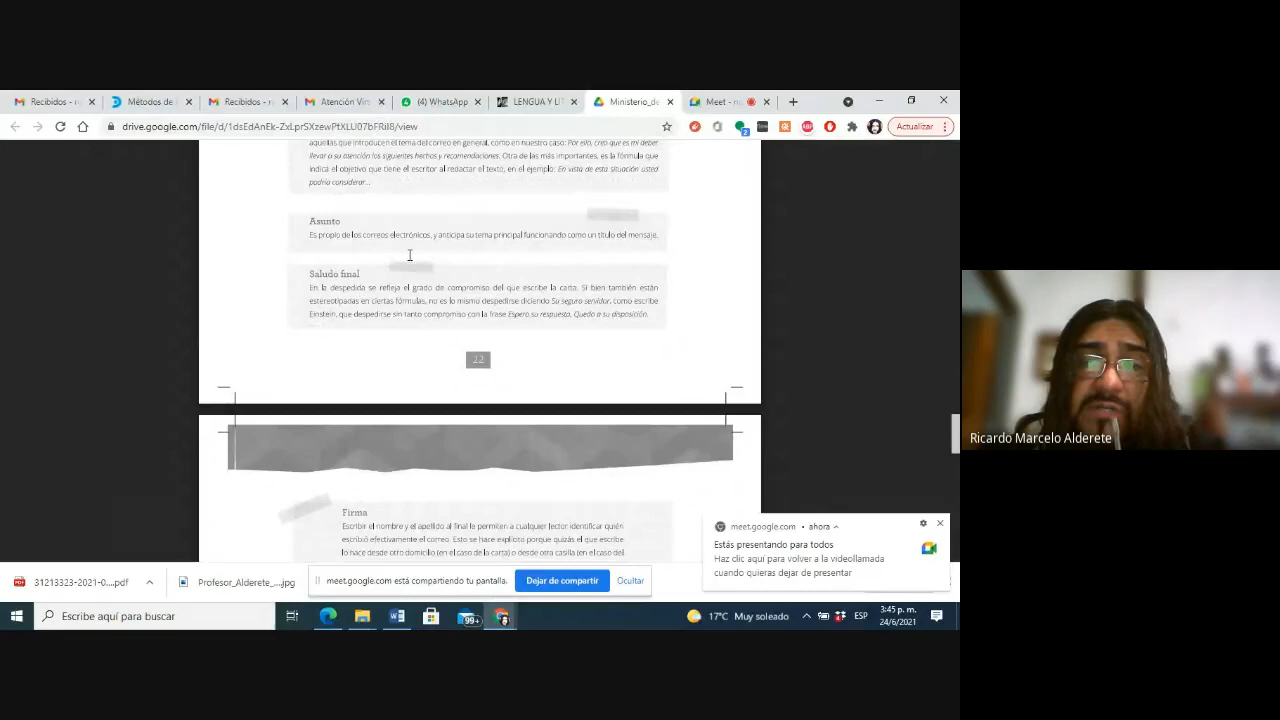 Recibidos - re
Métodos de
Recibidos - re
Atención Vir
(4) WhatsApp
LENGUA Y LIT
Ministerio_de
Meet - n
drive.google.com/file/d/1dsEdAnEk-ZxLprSXzewPtXLU07bFRiI8/view
Actualizar
aquellas que introducen el tema del correo en general, como en nuestro caso: Por ello, creo que es mi deber
llevar a su atención los siguientes hechos y recomendaciones. Otra de las más importantes, es la fórmula que
indica el objetivo que tiene el escritor al redactar el texto, en el ejemplo: En vista de esta situación usted
podría considerar...
Asunto
Es propio de los correos electrónicos, y anticipa su tema principal funcionando como un título del mensaje.
Saludo final
En la despedida se refleja el grado de compromiso del que escribe la carta. Si bien también están
estereotipadas en ciertas fórmulas, no es lo mismo despedirse diciendo Su seguro servidor, como escribe
Einstein, que despedirse sin tanto compromiso con la frase Espero su respuesta, Quedo a su disposición.
22
Firma
Escribir el nombre y el apellido al final le permiten a cualquier lector identificar quién
escribió efectivamente el correo. Esto se hace explícito porque quizás el que escribe
lo hace desde otro domicilio (en el caso de la carta) o desde otra casilla (en el caso del
meet.google.com • ahora
Estás presentando para todos
Haz clic aquí para volver a la videollamada
cuando quieras dejar de presentar
31213323-2021-0....pdf
Profesor_Alderete_...jpg
meet.google.com está compartiendo tu pantalla.
Dejar de compartir
Ocultar
Escribe aquí para buscar
99+
17°C Muy soleado
ESP
3:45 p. m.
24/6/2021
Ricardo Marcelo Alderete